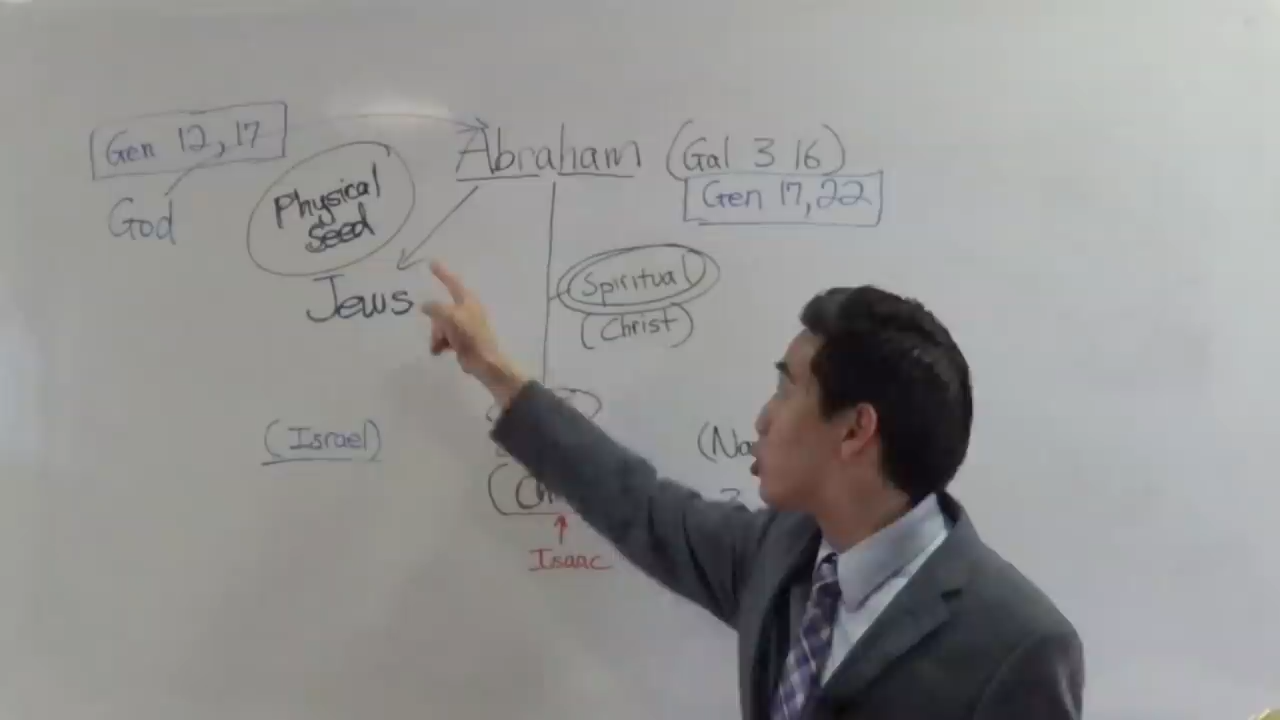 Gen 12, 17
God
Physical
Seed
Abraham (Gal 3 16)
Gen 17, 22
Jews
Spiritual
(Christ)
(Israel)
Isaac